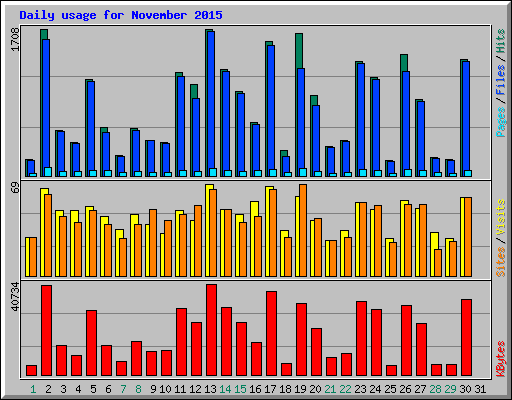 Daily usage for November 2015
1708
Pages / Files / Hits
69
Sites / Visits
40734
KBytes
1 2 3 4 5 6 7 8 9 10 11 12 13 14 15 16 17 18 19 20 21 22 23 24 25 26 27 28 29 30 31